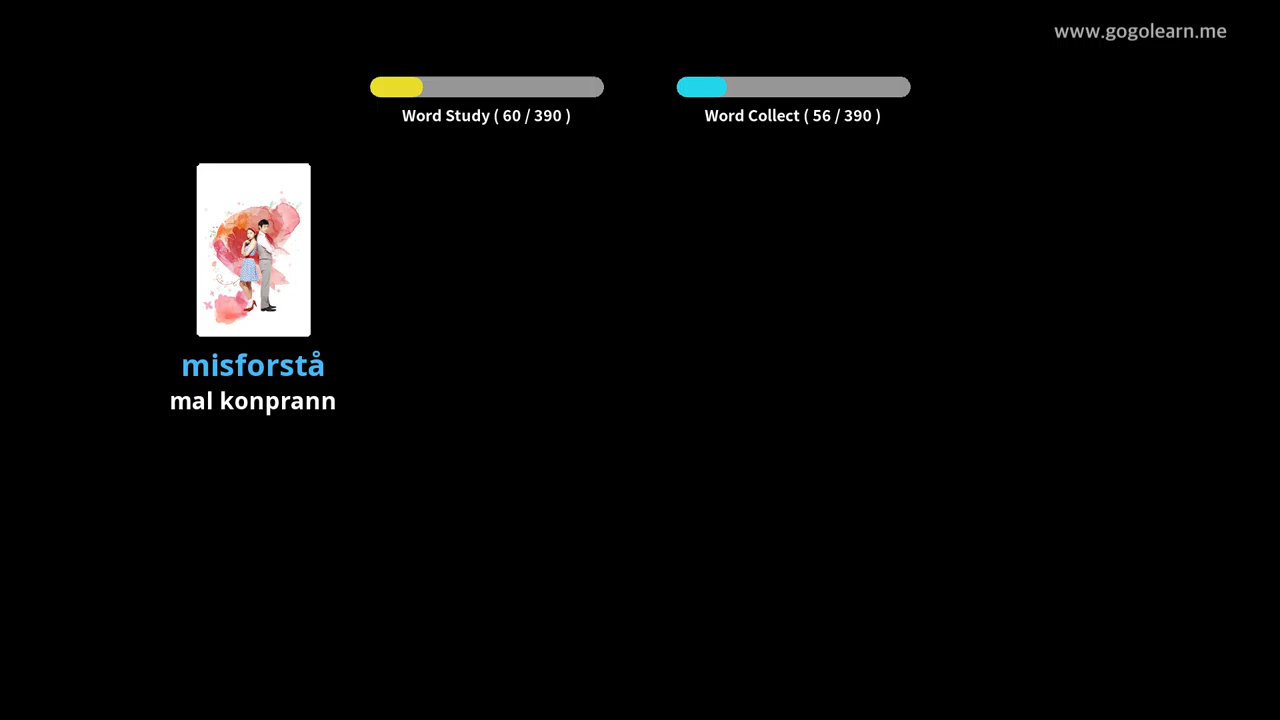 www.gogolearn.me
Word Study ( 60 / 390 )
Word Collect ( 56 / 390 )
misforstå
mal konprann